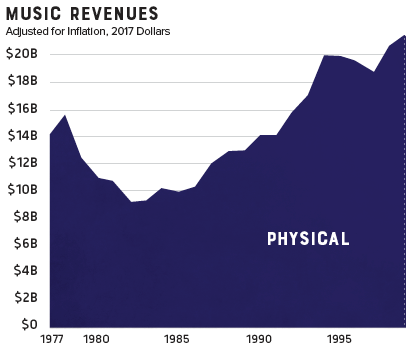 MUSIC REVENUES
Adjusted for Inflation, 2017 Dollars
$20B
$18B
$16B
$14B
$12B
$10B
$8B
$6B
PHYSICAL
$4B
$2B
$0
1977 1980 1985 1990 1995